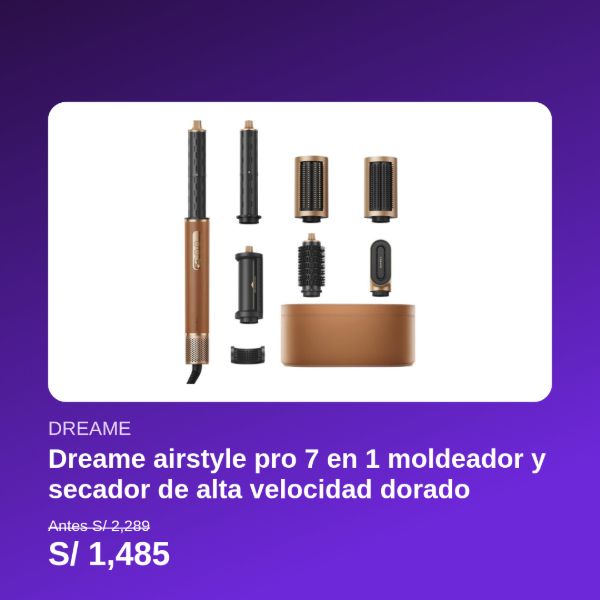 DREAME
Dreame airstyle pro 7 en 1 moldeador y
secador de alta velocidad dorado
Antes S/ 2,289
S/ 1,485